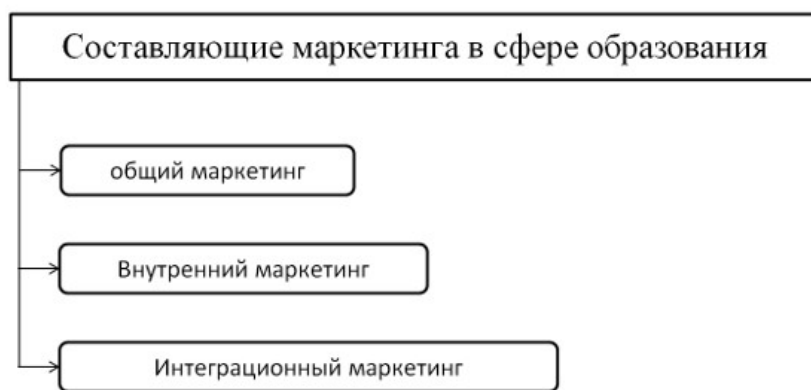 Составляющие маркетинга в сфере образования
общий маркетинг
Внутренний маркетинг
Интеграционный маркетинг